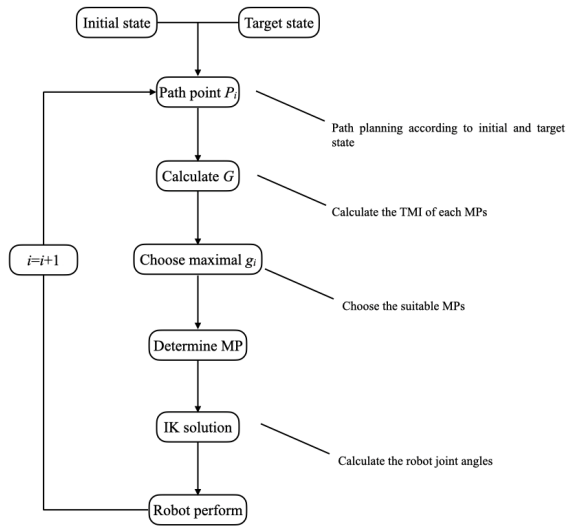 Initial state
Target state
Path point Pi
Path planning according to initial and target
state
Calculate G
Calculate the TMI of each MPs
i=i+1
Choose maximal gi
Choose the suitable MPs
Determine MP
IK solution
Calculate the robot joint angles
Robot perform